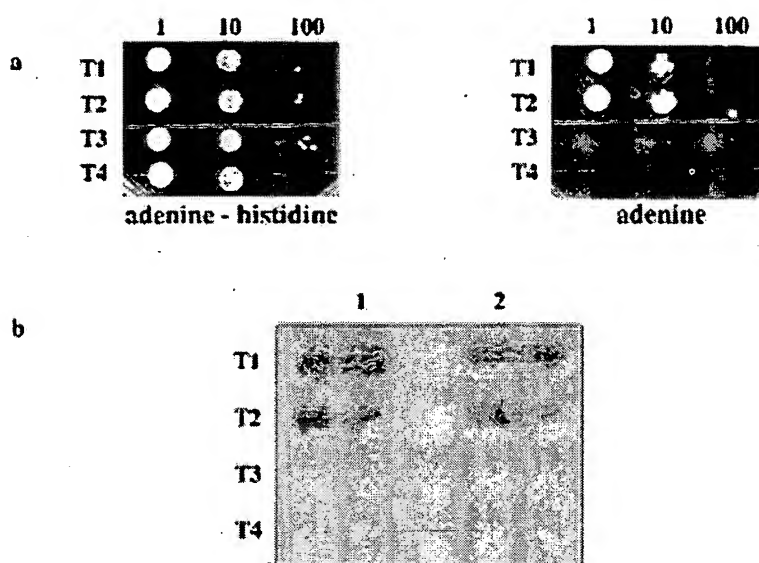 a
1 10 100
T1
T2
T3
T4
adenine - histidine
1 10 100
T1
T2
T3
T4
adenine
b
1 2
T1
T2
T3
T4